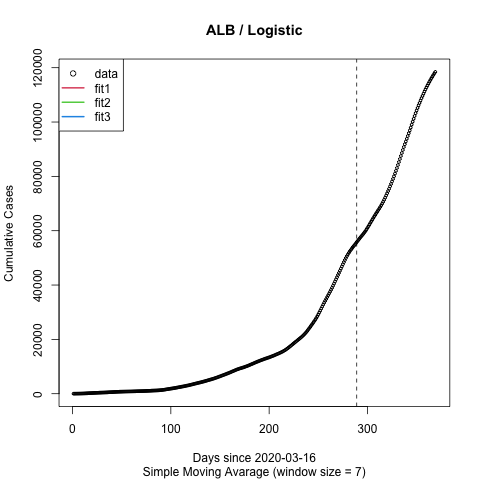 ALB / Logistic
data
fit1
fit2
fit3
Cumulative Cases
0
20000
40000
60000
80000
100000
120000
0
100
200
300
Days since 2020-03-16
Simple Moving Avarage (window size = 7)